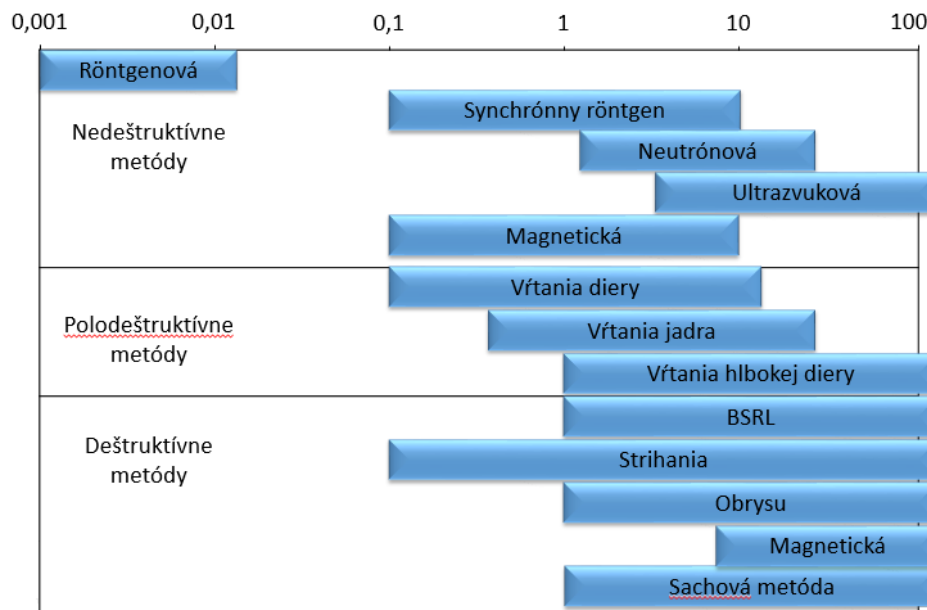 0,001 0,01 0,1 1 10 100
Röntgenová
Synchrónny röntgen
Nedeštruktívne
metódy
Neutrónová
Ultrazvuková
Magnetická
Vŕtania diery
Polodeštruktívne
metódy
Vŕtania jadra
Vŕtania hlbokej diery
BSRL
Deštruktívne
metódy
Strihania
Obrysu
Magnetická
Sachová metóda